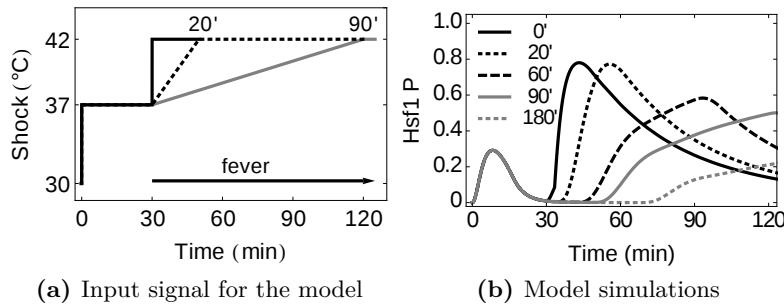 20' 90'
42
37
30
Shock (°C)
fever
0 30 60 90 120
Time (min)
(a) Input signal for the model
1.0
0.8
0.6
0.4
0.2
0.0
Hsf1 P
0'
20'
60'
90'
180'
0 30 60 90 120
Time (min)
(b) Model simulations